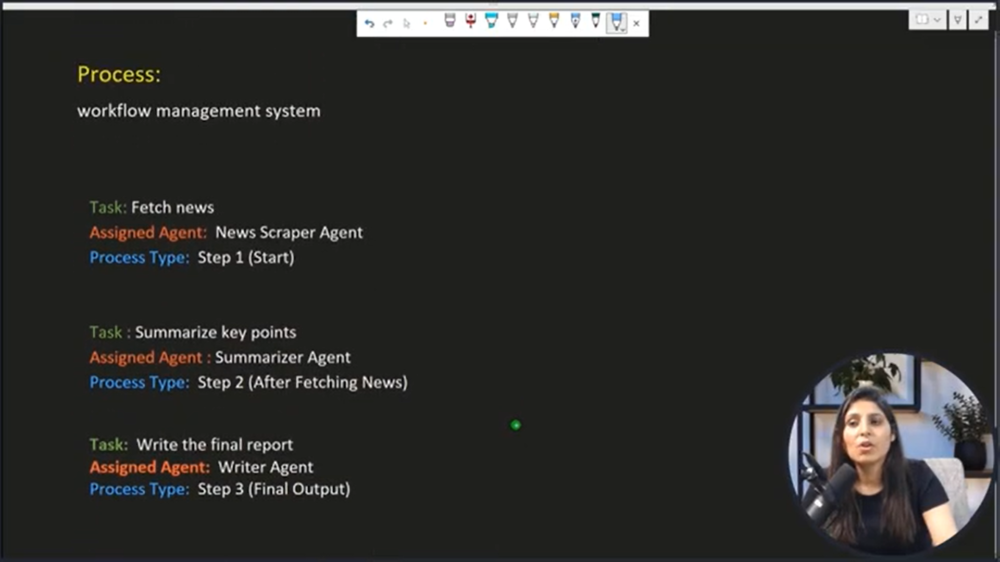 Process:
workflow management system
Task: Fetch news
Assigned Agent: News Scraper Agent
Process Type: Step 1 (Start)
Task : Summarize key points
Assigned Agent : Summarizer Agent
Process Type: Step 2 (After Fetching News)
Task: Write the final report
Assigned Agent: Writer Agent
Process Type: Step 3 (Final Output)